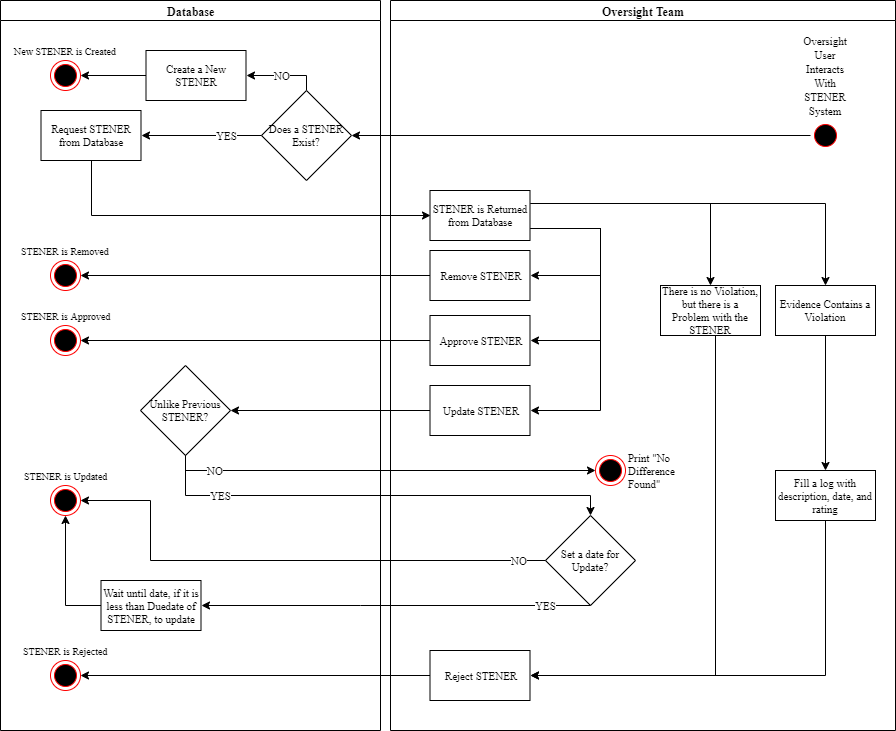 Database
Oversight Team
New STENER is Created
Create a New
STENER
NO
Oversight
User
Interacts
With
STENER
System
Request STENER
from Database
YES
Does a STENER
Exist?
STENER is Returned
from Database
STENER is Removed
Remove STENER
There is no Violation,
but there is a
Problem with the
STENER
Evidence Contains a
Violation
STENER is Approved
Approve STENER
Unlike Previous
STENER?
Update STENER
NO
Print "No
Difference
Found"
STENER is Updated
YES
Fill a log with
description, date, and
rating
NO
Set a date for
Update?
Wait until date, if it is
less than Duedate of
STENER, to update
YES
STENER is Rejected
Reject STENER